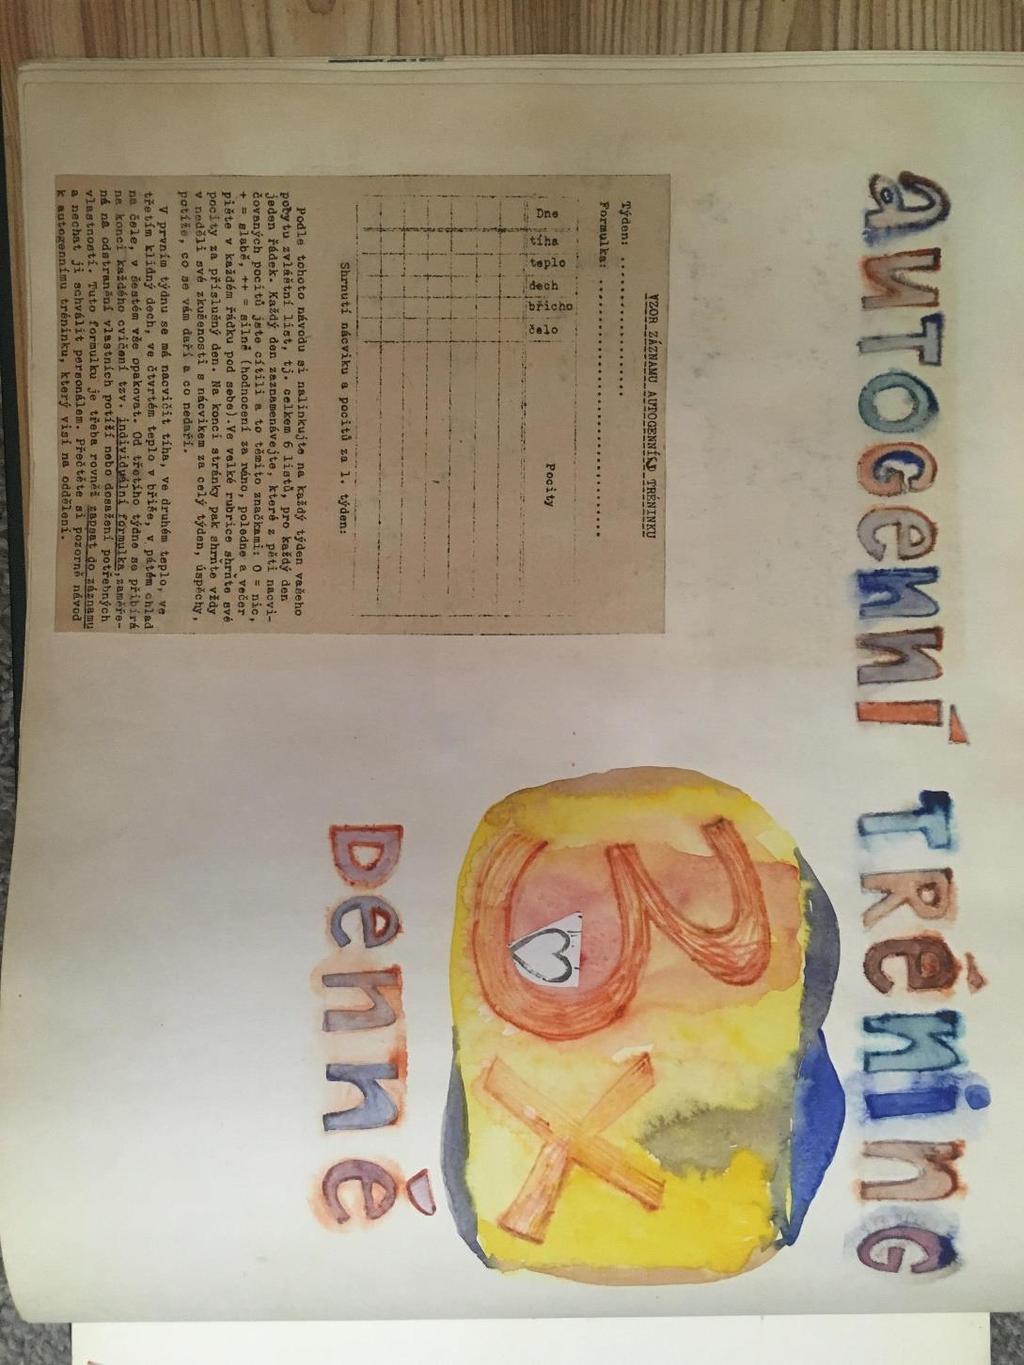 AUTOGENNÍ TRÉNING
VZOR ZÁZNAMU AUTOGENNÍHO TRÉNINKU
Týden: ..................
Formulka: .................................
Dne tíha teplo dech břicho čelo Pocity
Shrnutí nácviku a pocitů za 1. týden:
Podle tohoto návodu si nalinkujte na každý týden vašeho
pobytu zvláštní list, tj. celkem 6 listů, pro každý den
jeden řádek. Každý den zaznamenávejte, které z pěti nacvi-
čovaných pocitů jste cítili a to těmito značkami: O = nic,
+ = slabě, ++ = silně (hodnocení za ráno, poledne a večer
pište v každém řádku pod sebe).Ve velké rubrice shrňte své
pocity za příslušný den. Na konci stránky pak shrňte vždy
v neděli své zkušenosti s nácvikem za celý týden, úspěchy,
potíže, co se vám daří a co nedaří.
V prvním týdnu se má nacvičit tíha, ve druhém teplo, ve
třetím klidný dech, ve čtvrtém teplo v břiše, v pátém chlad
na čele, v šestém vše opakovat. Od třetího týdne se přibírá
na konci každého cvičení tzv. individuální formulka,zaměře-
ná na odstranění vlastních potíží nebo dosažení potřebných
vlastností. Tuto formulku je třeba rovněž zapsat do záznamu
a nechat ji schválit personálem. Přečtěte si pozorně návod
k autogennímu tréninku, který visí na oddělení.
3 X
Denně